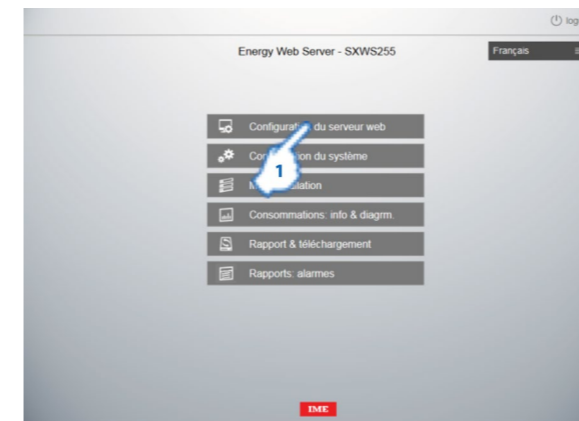 Energy Web Server - SXWS255
Français
Configuration du serveur web
du système
Consommations: info & diagrm.
Rapport & téléchargement
Rapports: alarmes
1
IME